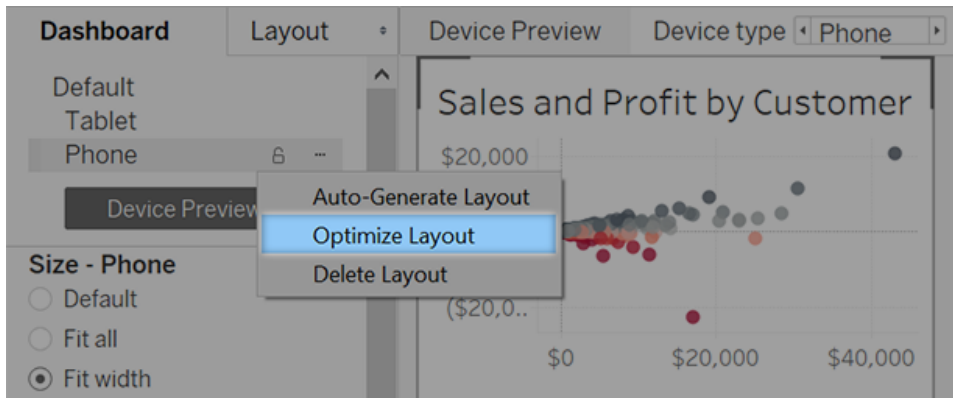 Dashboard
Layout
Device Preview
Device type
Phone
Default
Tablet
Phone
Device Preview
Auto-Generate Layout
Optimize Layout
Delete Layout
Size - Phone
Default
Fit all
Fit width
Sales and Profit by Customer
$20,000
($20,0..
$0
$20,000
$40,000